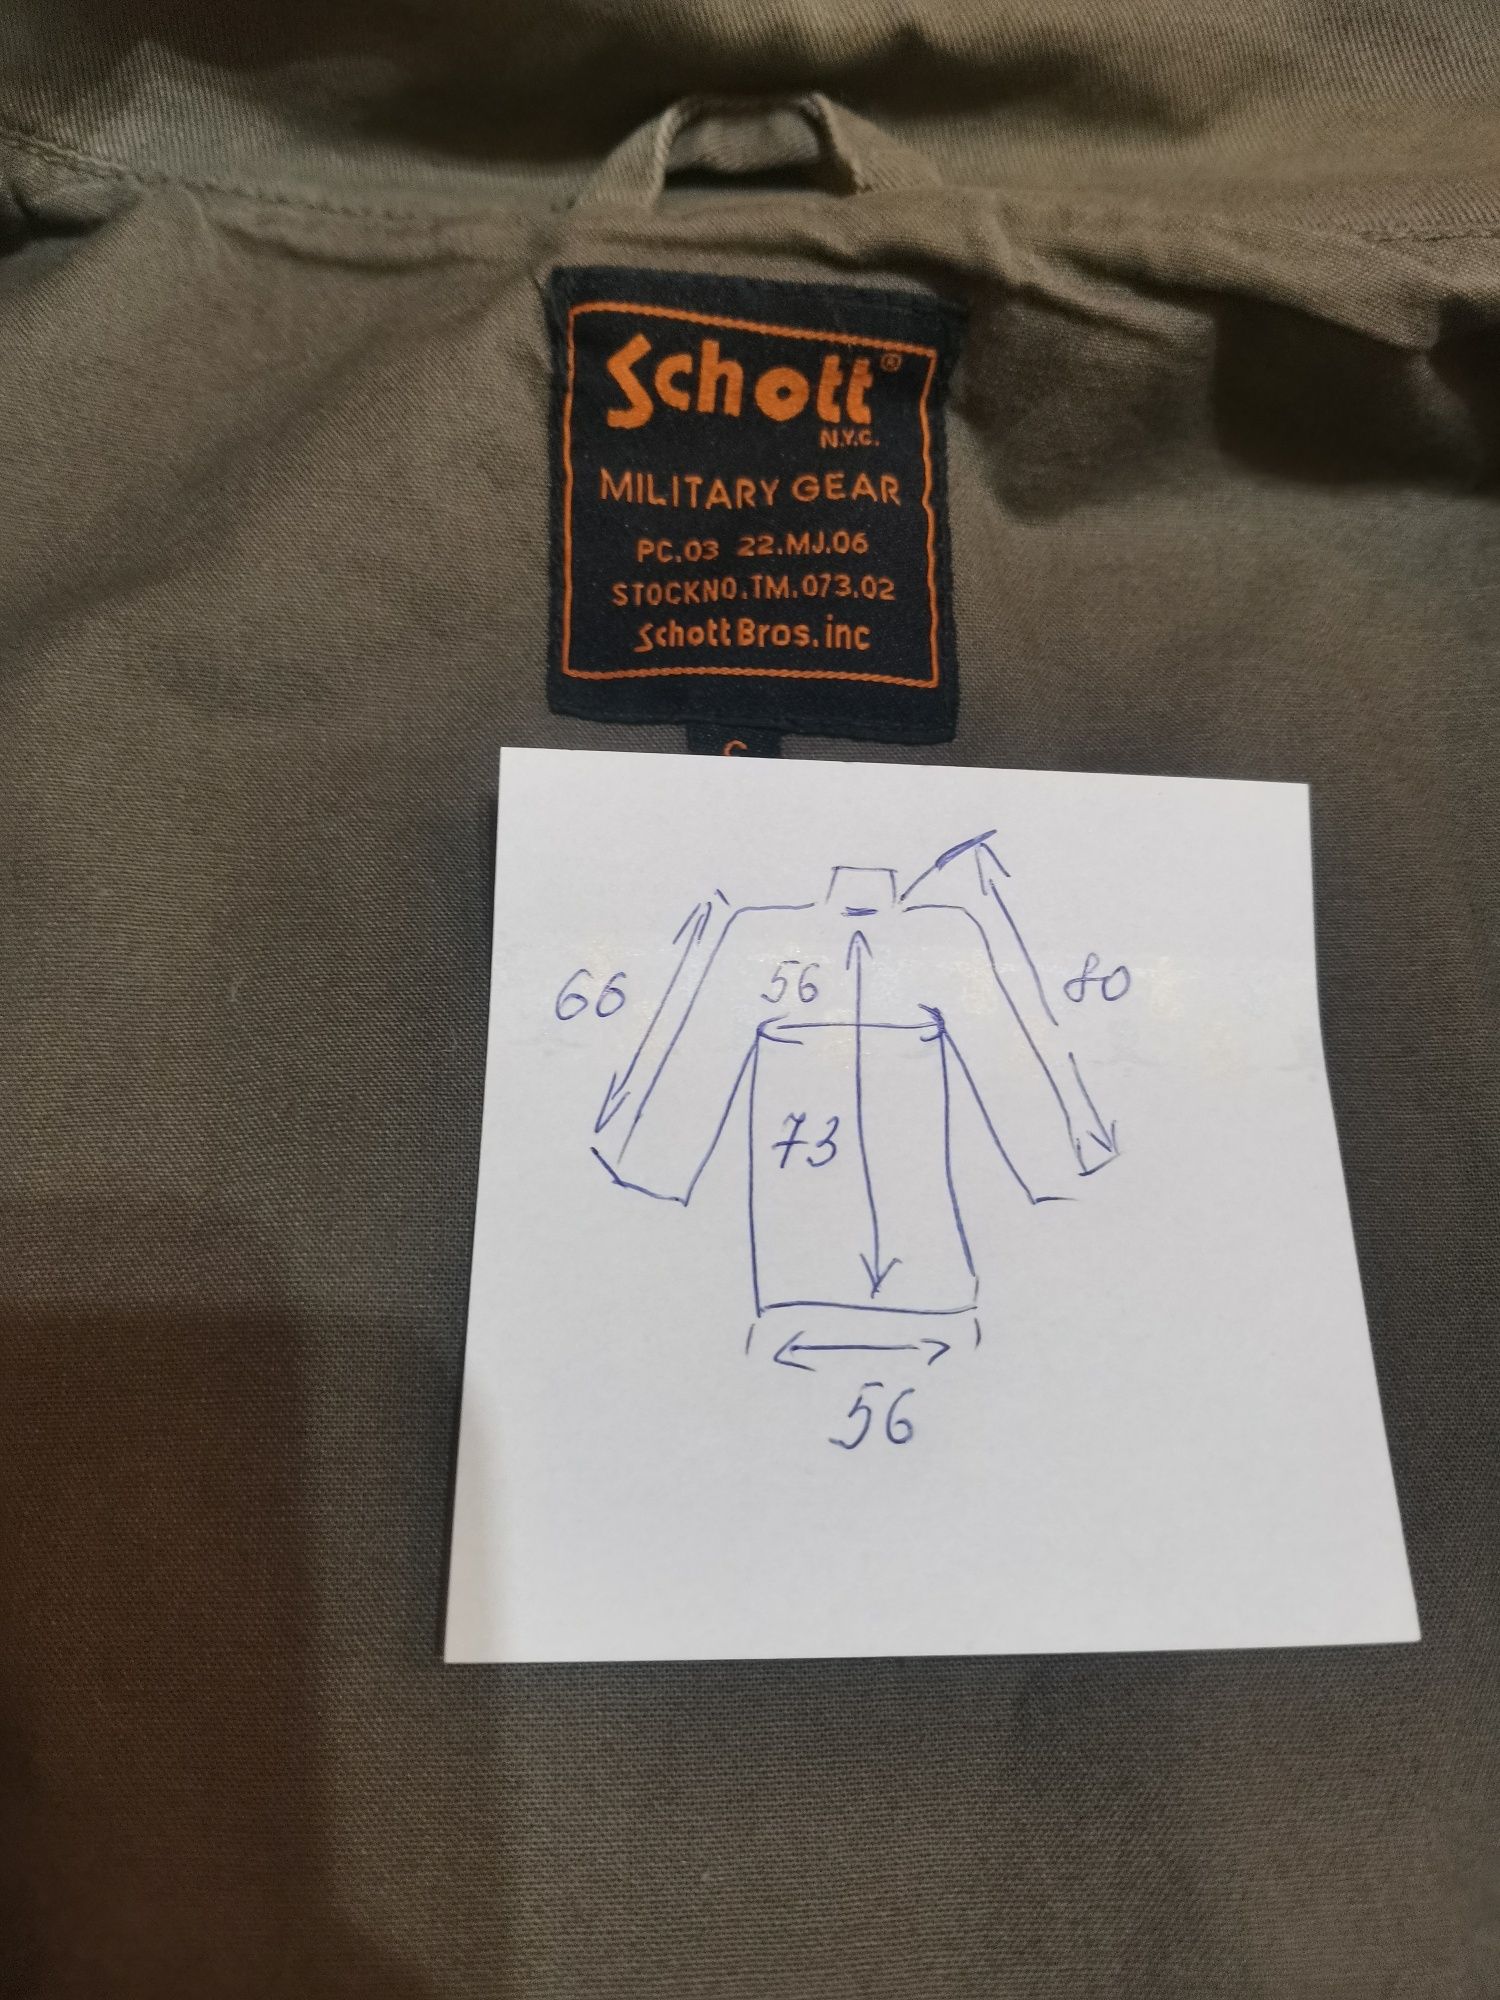 Schott®
N.Y.C.
MILITARY GEAR
PC.03 22.MJ.06
STOCKNO.TM.073.02
Schott Bros. inc
66
56
80
73
56